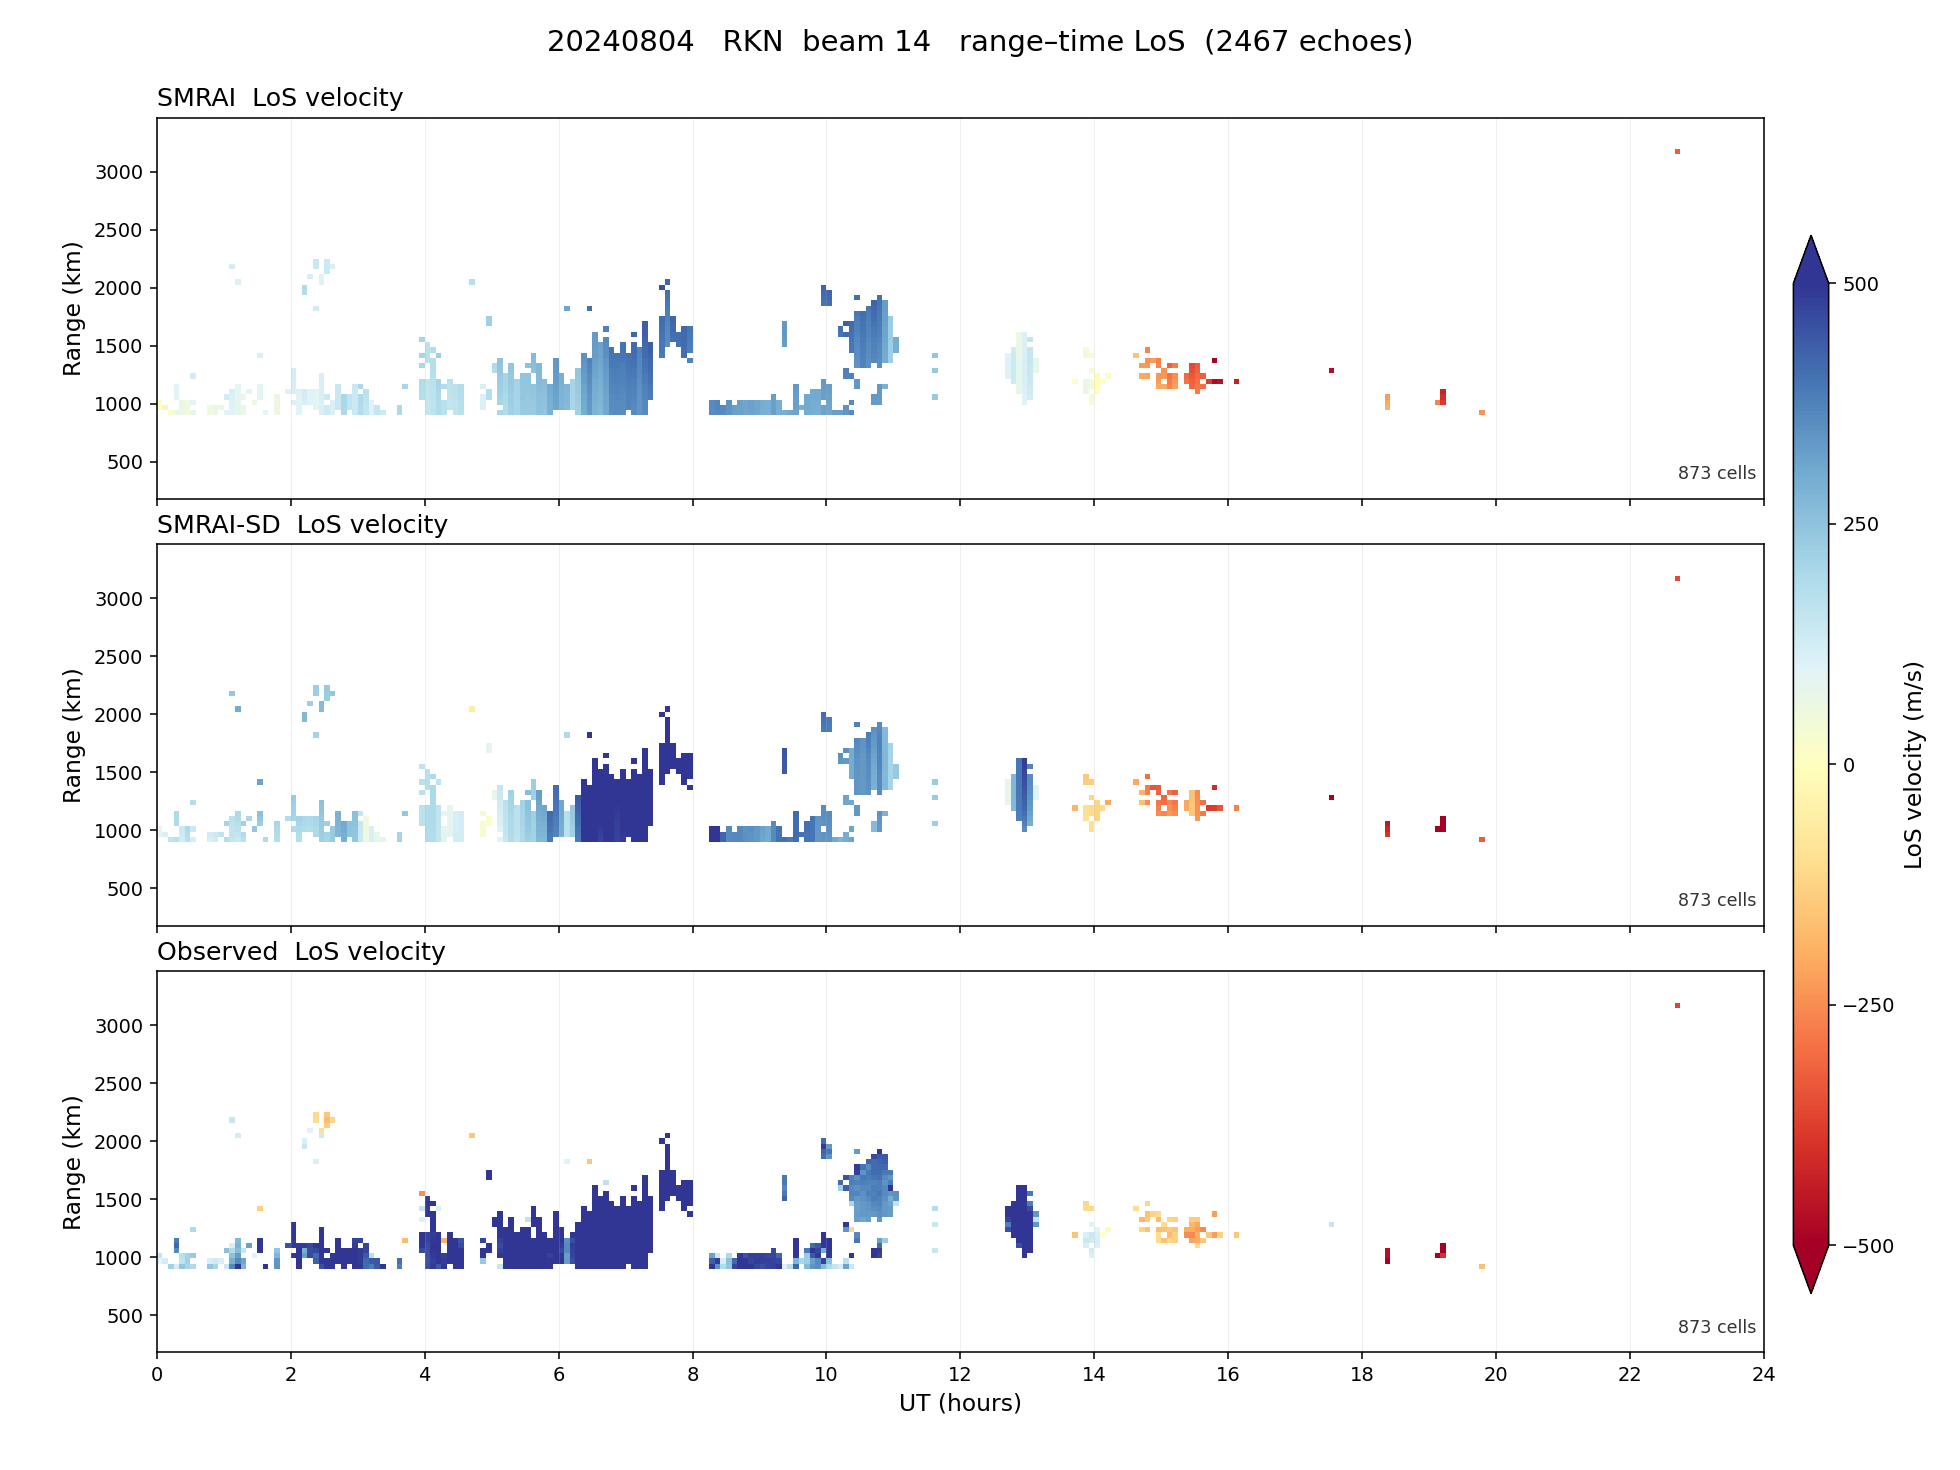 20240804   RKN  beam 14   range–time LoS  (2467 echoes)
SMRAI  LoS velocity
3000
2500
2000
1500
1000
500
Range (km)
873 cells
SMRAI-SD  LoS velocity
3000
2500
2000
1500
1000
500
Range (km)
873 cells
Observed  LoS velocity
3000
2500
2000
1500
1000
500
Range (km)
873 cells
0 2 4 6 8 10 12 14 16 18 20 22 24
UT (hours)
500
250
0
−250
−500
LoS velocity (m/s)